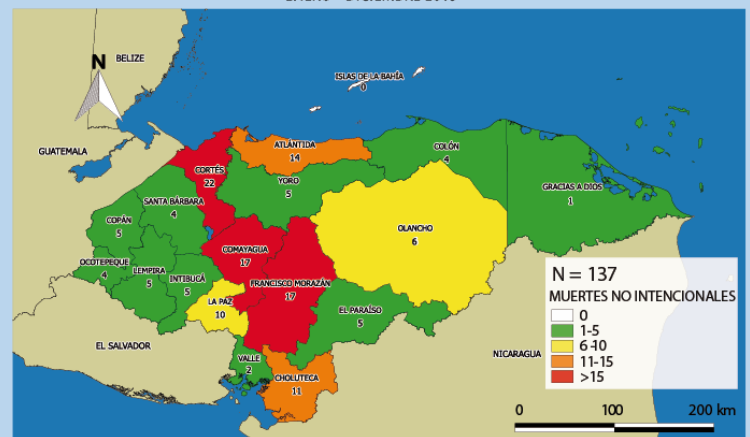 N
BELIZE
ISLAS DE LA BAHÍA
0
GUATEMALA
ATLÁNTIDA
14
COLÓN
4
CORTÉS
22
YORO
5
GRACIAS A DIOS
1
SANTA BÁRBARA
4
COPÁN
5
OLANCHO
6
COMAYAGUA
17
OCOTEPEQUE
4
LEMPIRA
5
INTIBUCÁ
5
FRANCISCO MORAZÁN
17
LA PAZ
10
EL PARAÍSO
5
EL SALVADOR
VALLE
2
CHOLUTECA
11
NICARAGUA
N = 137
MUERTES NO INTENCIONALES
0
1-5
6-10
11-15
>15
0 100 200 km